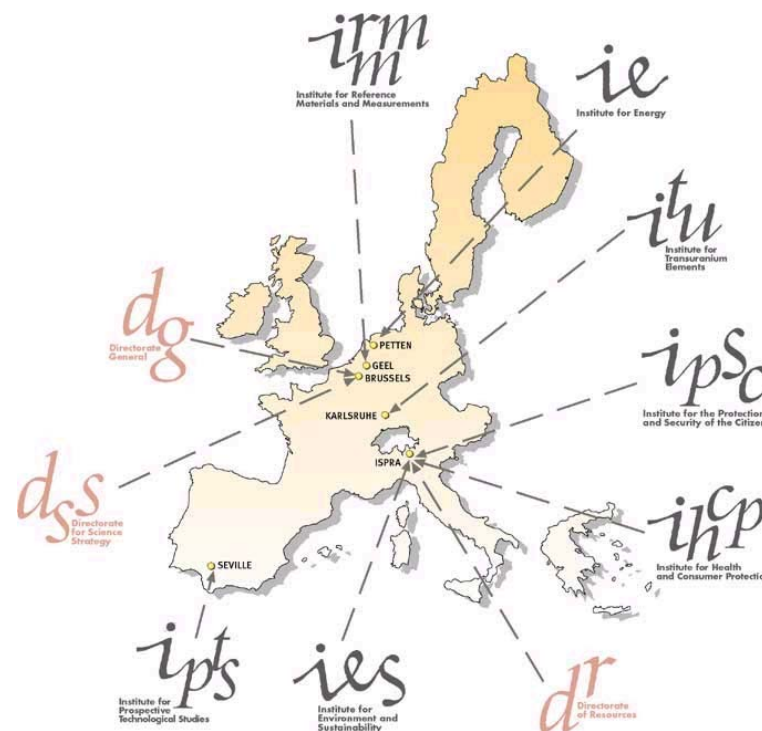 irmm
Institute for Reference
Materials and Measurements
ie
Institute for Energy
itu
Institute for
Transuranium
Elements
dg
Directorate
General
PETTEN
GEEL
BRUSSELS
KARLSRUHE
ISPRA
ipsc
Institute for the Protection
and Security of the Citizen
dss
Directorate
for Science
Strategy
SEVILLE
ihcp
Institute for Health
and Consumer Protection
ipts
Institute for
Prospective
Technological Studies
ies
Institute for
Environment and
Sustainability
dr
Directorate
of Resources